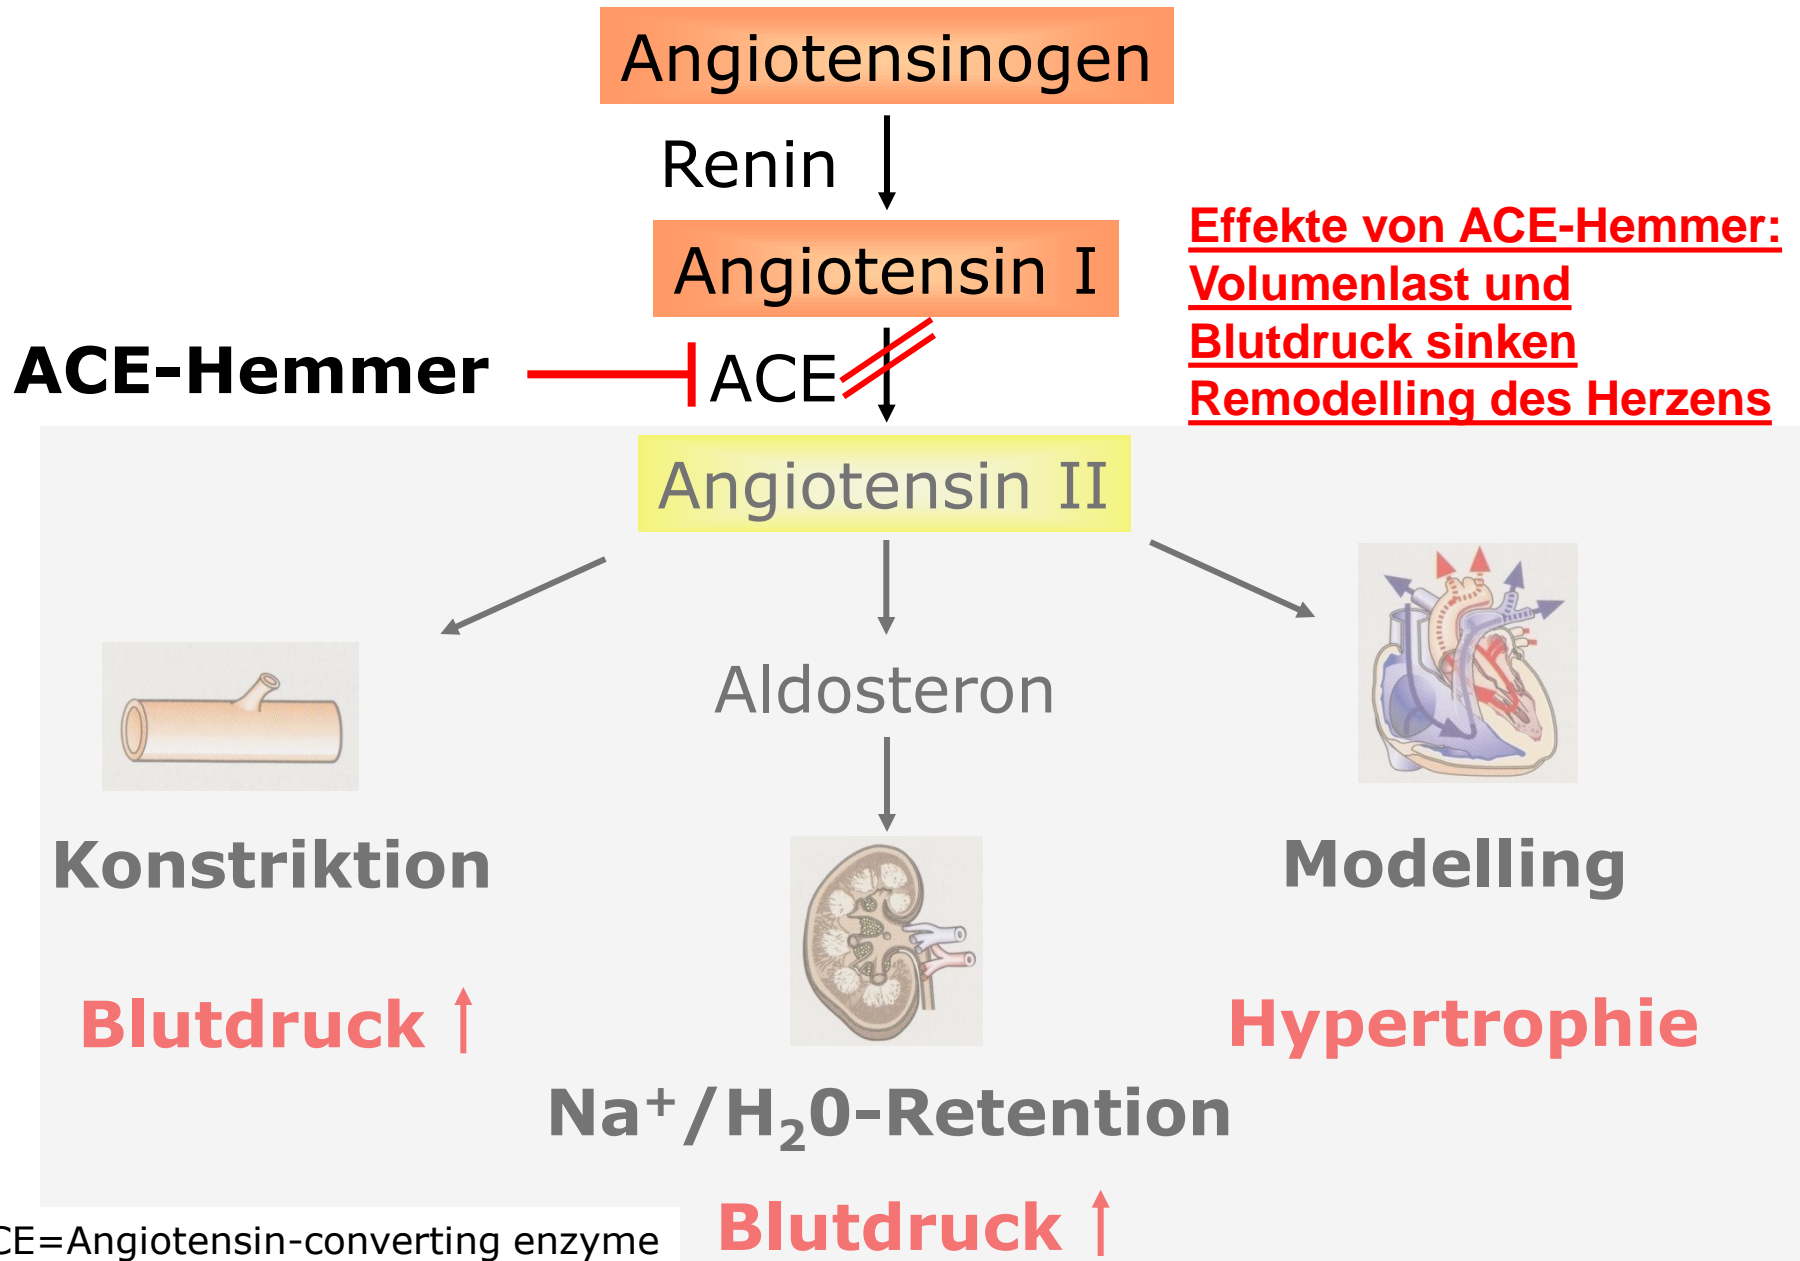 Angiotensinogen
Renin
Angiotensin I
Effekte von ACE-Hemmer:
Volumenlast und
Blutdruck sinken
Remodelling des Herzens
ACE-Hemmer
ACE
Angiotensin II
Aldosteron
Konstriktion
Modelling
Blutdruck ↑
Hypertrophie
Na⁺/H₂0-Retention
Blutdruck ↑
CE=Angiotensin-converting enzyme